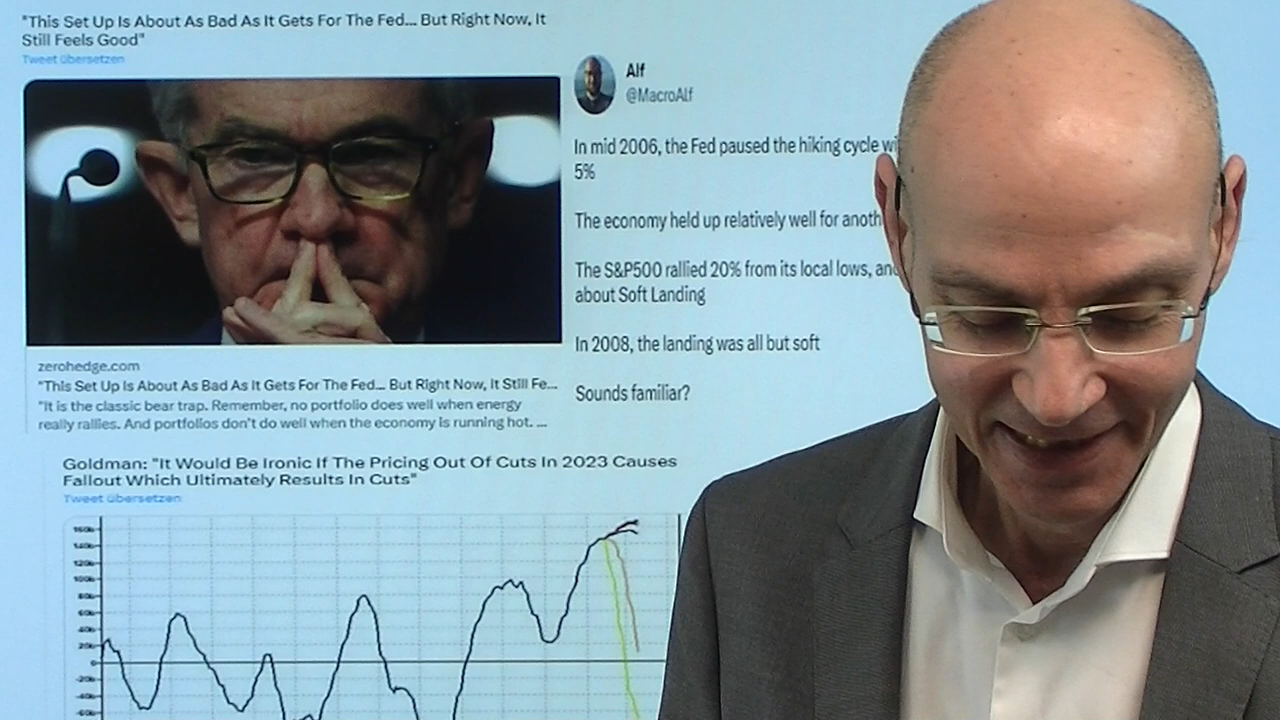 "This Set Up Is About As Bad As It Gets For The Fed... But Right Now, It
Still Feels Good"
Tweet übersetzen
zerohedge.com
"This Set Up Is About As Bad As It Gets For The Fed... But Right Now, It Still Fe...
"It is the classic bear trap. Remember, no portfolio does well when energy
really rallies. And portfolios don't do well when the economy is running hot. ...
Alf
@MacroAlf
In mid 2006, the Fed paused the hiking cycle
5%
The economy held up relatively well for
The S&P500 rallied 20% from its local lows,
about Soft Landing
In 2008, the landing was all but soft
Sounds familiar?
Goldman: "It Would Be Ironic If The Pricing Out Of Cuts In 2023 Causes
Fallout Which Ultimately Results In Cuts"
Tweet übersetzen
160k
140k
120k
100k
80k
60k
40k
20k
0
-20k
-40k
-60k